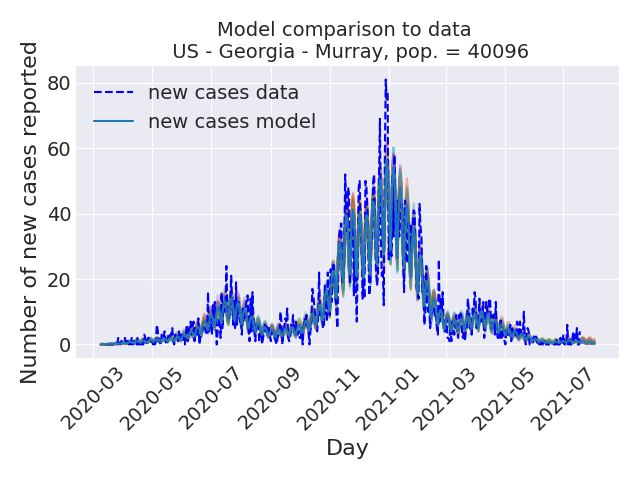 Model comparison to data
US - Georgia - Murray, pop. = 40096
Number of new cases reported
80
60
40
20
0
new cases data
new cases model
2020-03
2020-05
2020-07
2020-09
2020-11
2021-01
2021-03
2021-05
2021-07
Day